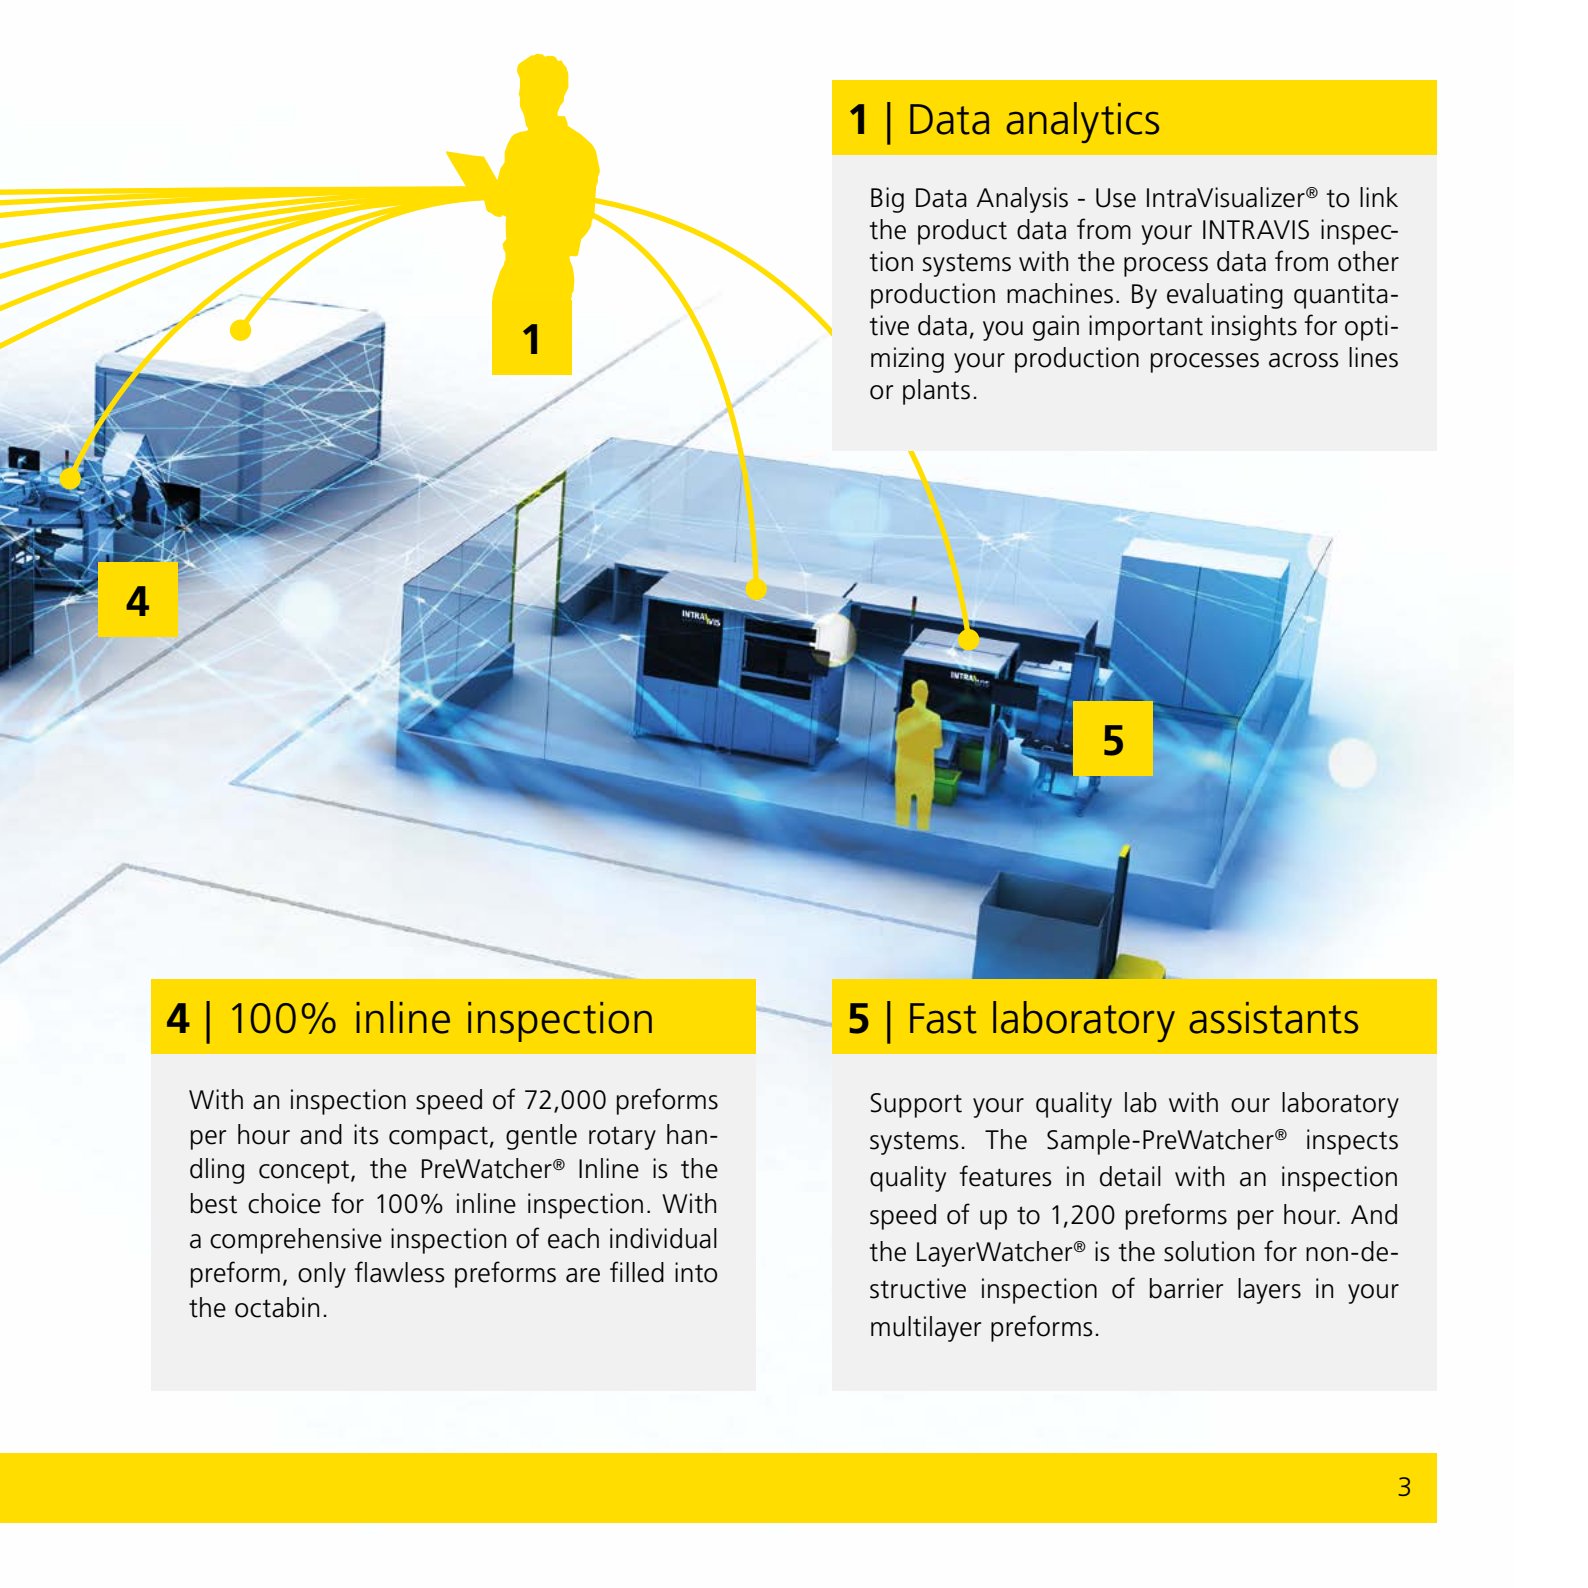 1 | Data analytics
Big Data Analysis - Use IntraVisualizer® to link
the product data from your INTRAVIS inspec-
tion systems with the process data from other
production machines. By evaluating quantita-
tive data, you gain important insights for opti-
mizing your production processes across lines
or plants.
1
4
INTRAVIS
INTRAVIS
5
4 | 100% inline inspection
With an inspection speed of 72,000 preforms
per hour and its compact, gentle rotary han-
dling concept, the PreWatcher® Inline is the
best choice for 100% inline inspection. With
a comprehensive inspection of each individual
preform, only flawless preforms are filled into
the octabin.
5 | Fast laboratory assistants
Support your quality lab with our laboratory
systems. The Sample-PreWatcher® inspects
quality features in detail with an inspection
speed of up to 1,200 preforms per hour. And
the LayerWatcher® is the solution for non-de-
structive inspection of barrier layers in your
multilayer preforms.
3